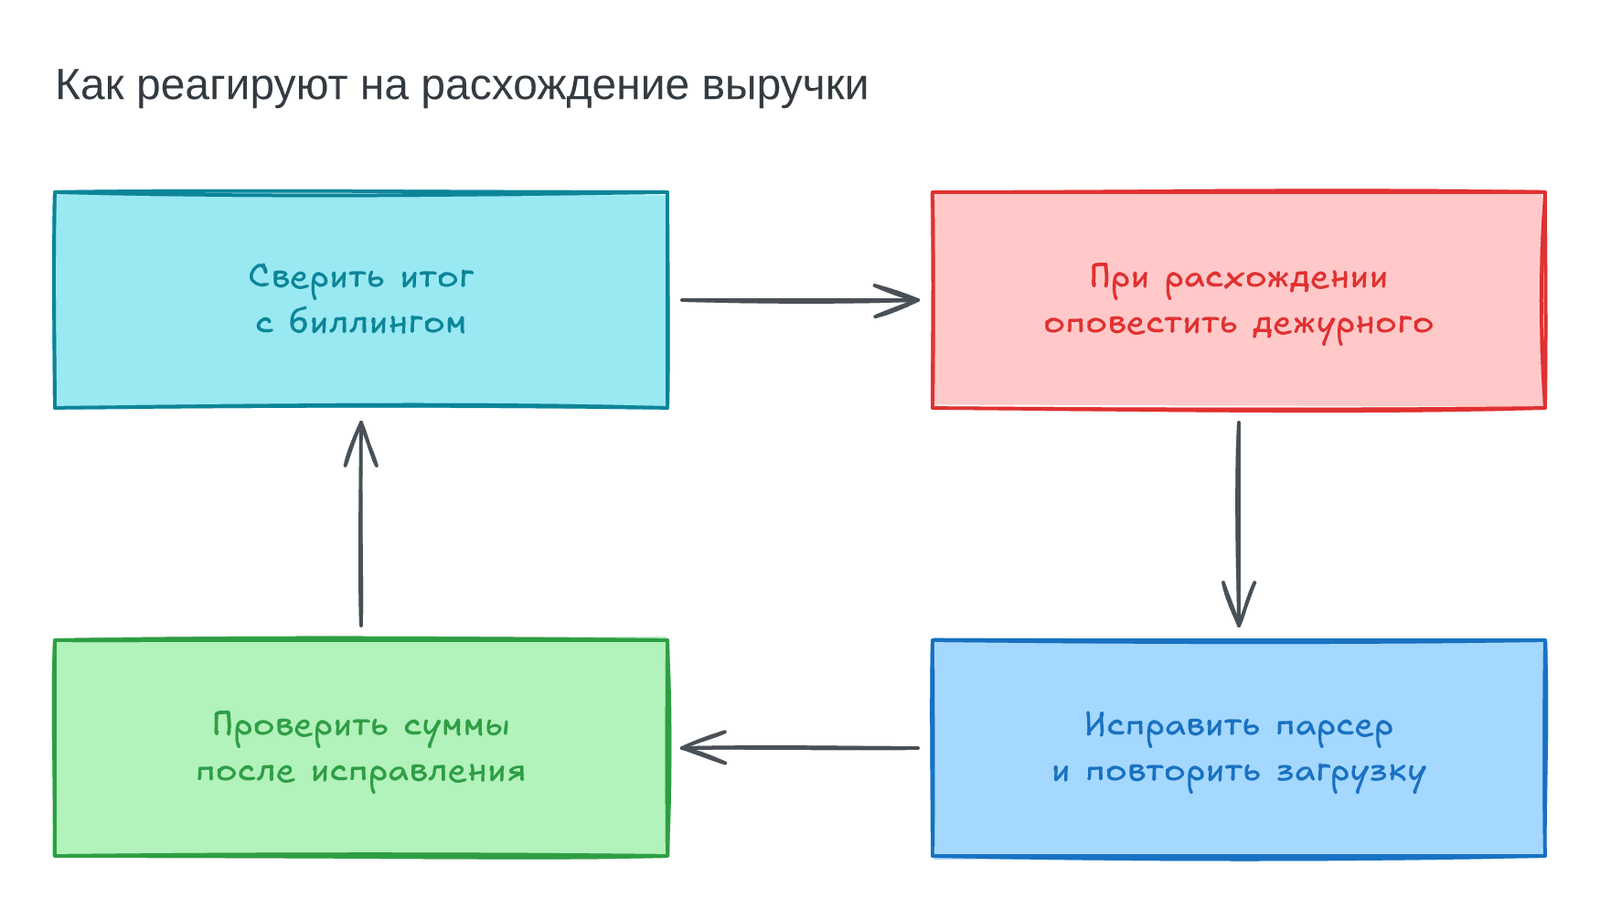 Как реагируют на расхождение выручки
Сверить итог
с биллингом
При расхождении
оповестить дежурного
Проверить суммы
после исправления
Исправить парсер
и повторить загрузку